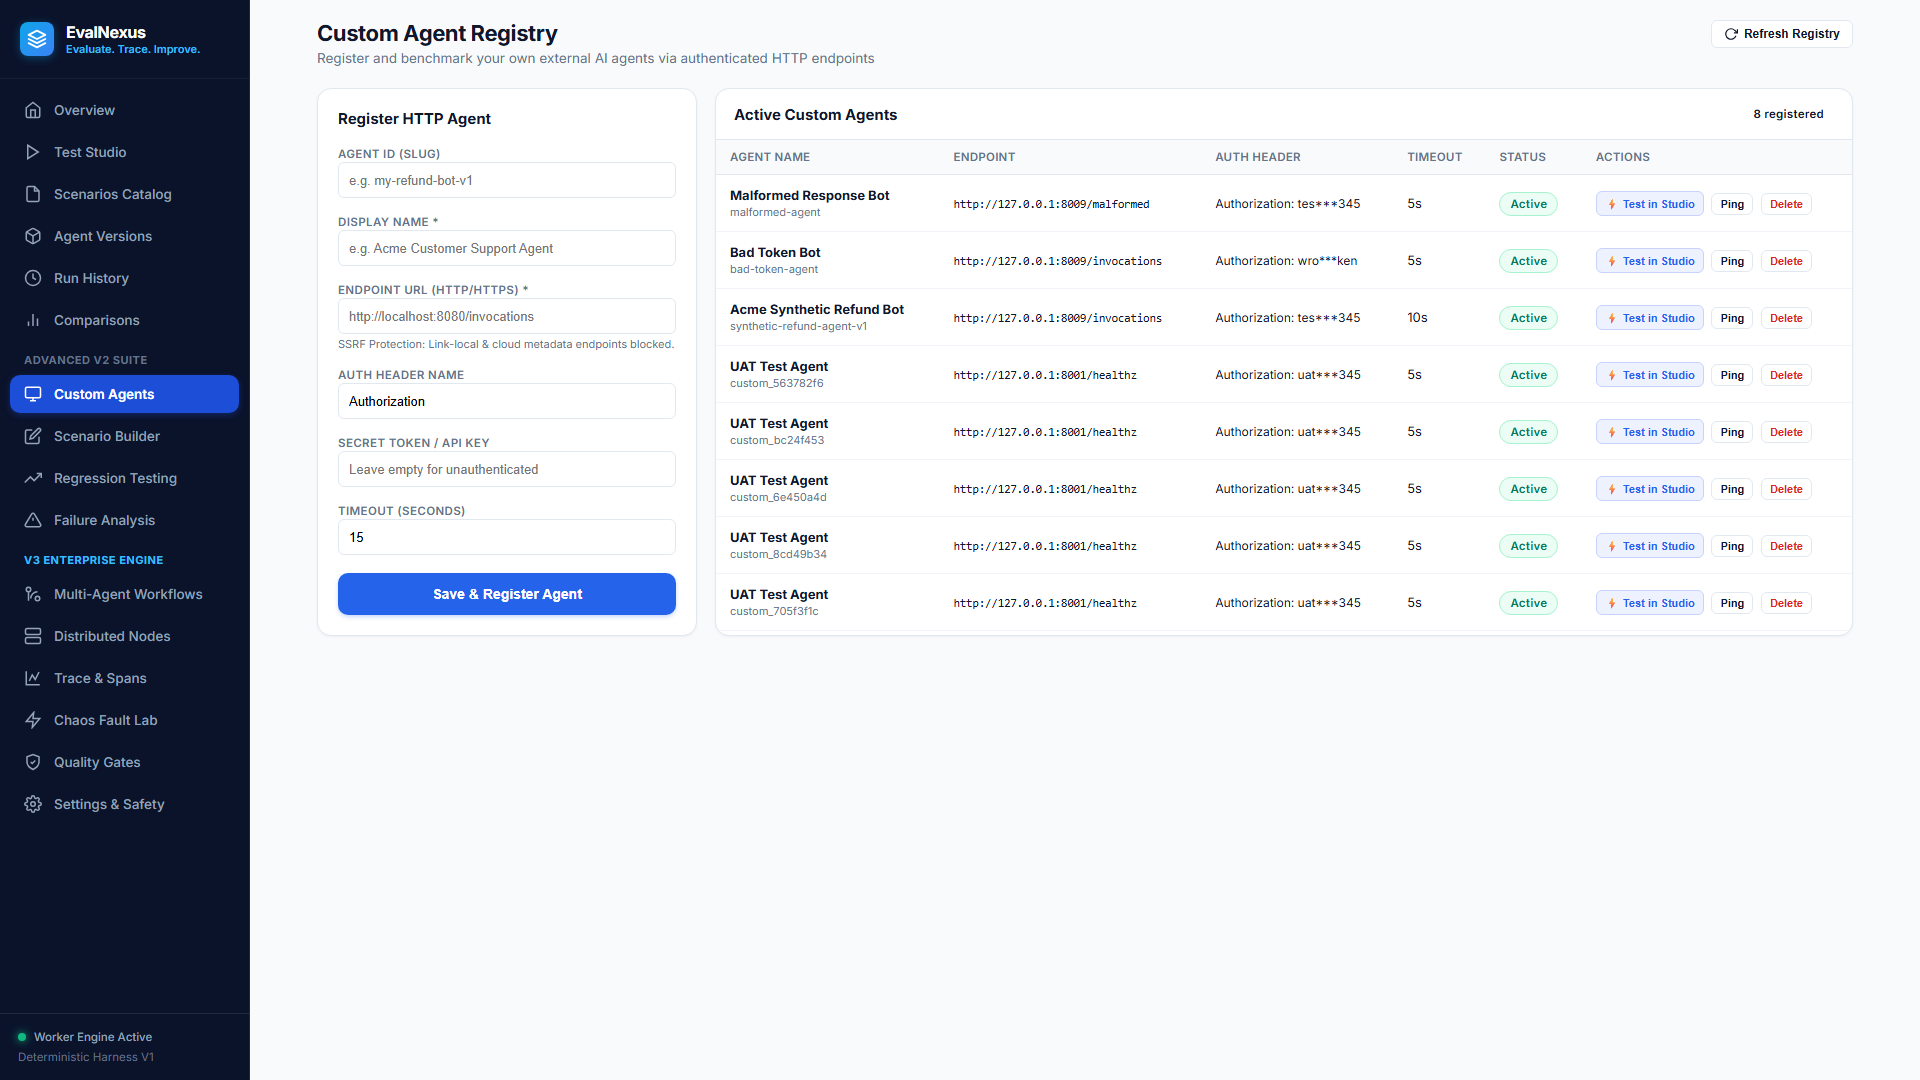 EvalNexus
Evaluate. Trace. Improve.
Overview
Test Studio
Scenarios Catalog
Agent Versions
Run History
Comparisons
ADVANCED V2 SUITE
Custom Agents
Scenario Builder
Regression Testing
Failure Analysis
V3 ENTERPRISE ENGINE
Multi-Agent Workflows
Distributed Nodes
Trace & Spans
Chaos Fault Lab
Quality Gates
Settings & Safety
Worker Engine Active
Deterministic Harness V1
Custom Agent Registry
Register and benchmark your own external AI agents via authenticated HTTP endpoints
Refresh Registry
Register HTTP Agent
AGENT ID (SLUG)
e.g. my-refund-bot-v1
DISPLAY NAME *
e.g. Acme Customer Support Agent
ENDPOINT URL (HTTP/HTTPS) *
http://localhost:8080/invocations
SSRF Protection: Link-local & cloud metadata endpoints blocked.
AUTH HEADER NAME
Authorization
SECRET TOKEN / API KEY
Leave empty for unauthenticated
TIMEOUT (SECONDS)
15
Save & Register Agent
Active Custom Agents
8 registered
AGENT NAME ENDPOINT AUTH HEADER TIMEOUT STATUS ACTIONS
Malformed Response Bot
malformed-agent
http://127.0.0.1:8009/malformed Authorization: tes***345 5s Active Test in Studio Ping Delete
Bad Token Bot
bad-token-agent
http://127.0.0.1:8009/invocations Authorization: wro***ken 5s Active Test in Studio Ping Delete
Acme Synthetic Refund Bot
synthetic-refund-agent-v1
http://127.0.0.1:8009/invocations Authorization: tes***345 10s Active Test in Studio Ping Delete
UAT Test Agent
custom_563782f6
http://127.0.0.1:8001/healthz Authorization: uat***345 5s Active Test in Studio Ping Delete
UAT Test Agent
custom_bc24f453
http://127.0.0.1:8001/healthz Authorization: uat***345 5s Active Test in Studio Ping Delete
UAT Test Agent
custom_6e450a4d
http://127.0.0.1:8001/healthz Authorization: uat***345 5s Active Test in Studio Ping Delete
UAT Test Agent
custom_8cd49b34
http://127.0.0.1:8001/healthz Authorization: uat***345 5s Active Test in Studio Ping Delete
UAT Test Agent
custom_705f3f1c
http://127.0.0.1:8001/healthz Authorization: uat***345 5s Active Test in Studio Ping Delete